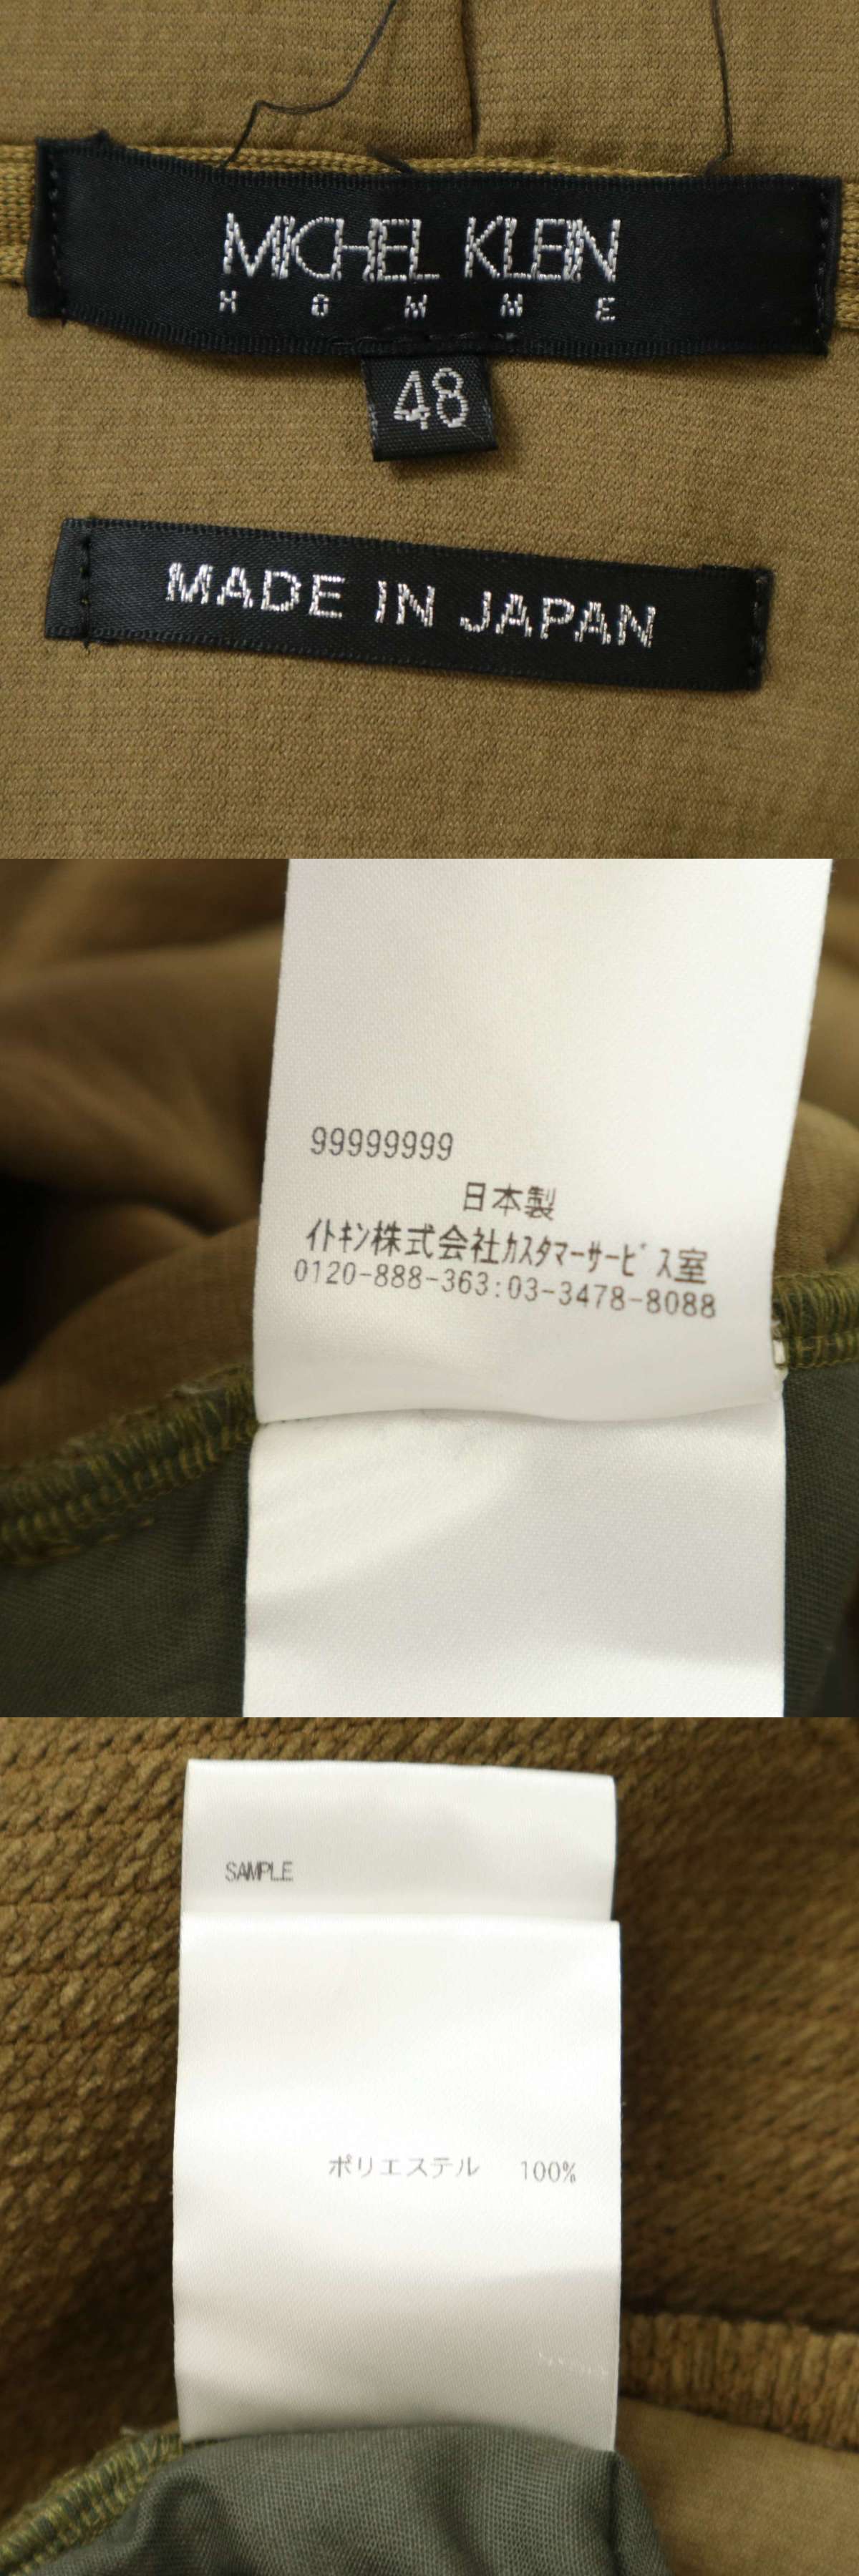 MICHEL KLEIN
HOMME
48
MADE IN JAPAN
99999999
日本製
ｲﾄｷﾝ株式会社ｶｽﾀﾏｰｻｰﾋﾞｽ室
0120-888-363:03-3478-8088
SAMPLE
ポリエステル 100%